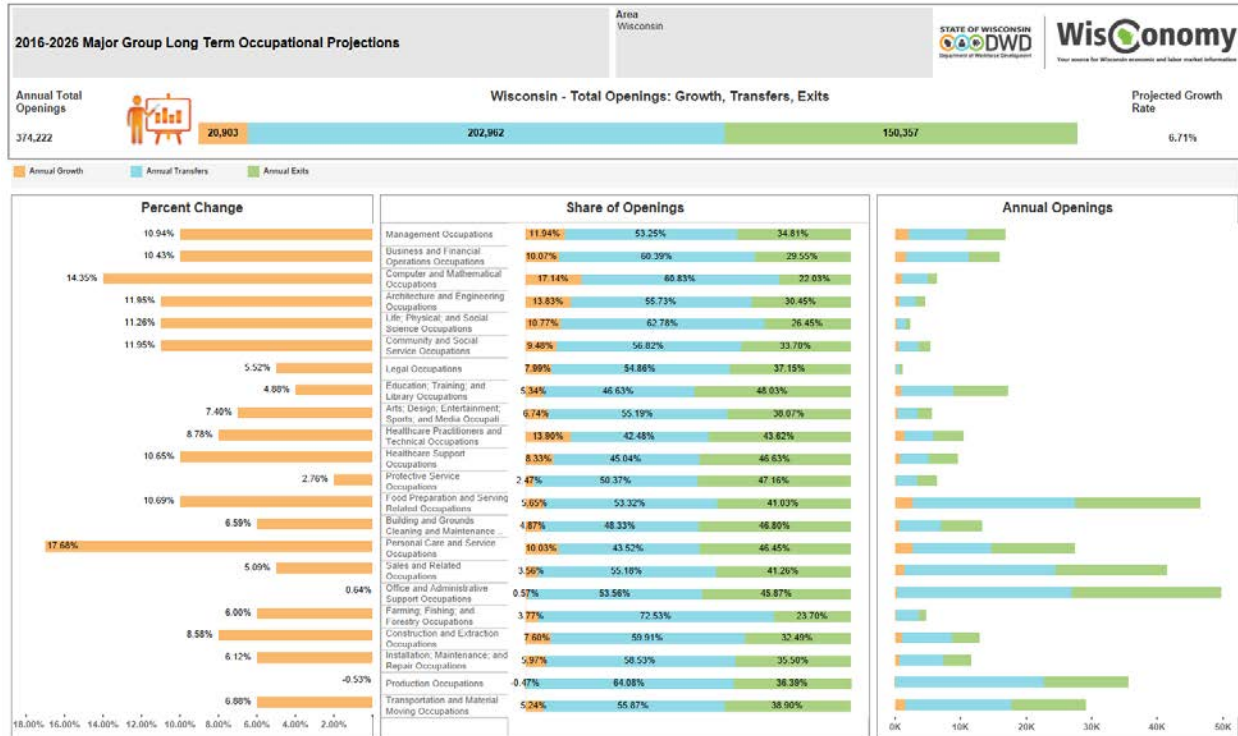 2016-2026 Major Group Long Term Occupational Projections
Area
Wisconsin
STATE OF WISCONSIN
DWD
Department of Workforce Development
WisConomy
Your source for Wisconsin economic and labor market information
Annual Total
Openings
374,222
Wisconsin - Total Openings: Growth, Transfers, Exits
20,903 202,962 150,357
Projected Growth
Rate
6.71%
Annual Growth Annual Transfers Annual Exits
Percent Change Share of Openings Annual Openings
10.94% Management Occupations 11.94% 53.25% 34.81%
10.43% Business and Financial
Operations Occupations 10.07% 60.39% 29.55%
14.35% Computer and Mathematical
Occupations 17.14% 60.83% 22.03%
11.95% Architecture and Engineering
Occupations 13.83% 55.73% 30.45%
11.26% Life; Physical; and Social
Science Occupations 10.77% 62.78% 26.45%
11.95% Community and Social
Service Occupations 9.48% 56.82% 33.70%
5.52% Legal Occupations 7.99% 54.86% 37.15%
4.88% Education; Training; and
Library Occupations 5.34% 46.63% 48.03%
7.40% Arts; Design; Entertainment;
Sports; and Media Occupati 6.74% 55.19% 38.07%
8.78% Healthcare Practitioners and
Technical Occupations 13.90% 42.48% 43.62%
10.65% Healthcare Support
Occupations 8.33% 45.04% 46.63%
2.76% Protective Service
Occupations 2.47% 50.37% 47.16%
10.69% Food Preparation and Serving
Related Occupations 5.65% 53.32% 41.03%
6.59% Building and Grounds
Cleaning and Maintenance .. 4.87% 48.33% 46.80%
17.68% Personal Care and Service
Occupations 10.03% 43.52% 46.45%
5.09% Sales and Related
Occupations 3.56% 55.18% 41.26%
0.64% Office and Administrative
Support Occupations 0.57% 53.56% 45.87%
6.00% Farming; Fishing; and
Forestry Occupations 3.77% 72.53% 23.70%
8.58% Construction and Extraction
Occupations 7.60% 59.91% 32.49%
6.12% Installation; Maintenance; and
Repair Occupations 5.97% 58.53% 35.50%
-0.53% Production Occupations -0.47% 64.08% 36.39%
6.88% Transportation and Material
Moving Occupations 5.24% 55.87% 38.90%
18.00% 16.00% 14.00% 12.00% 10.00% 8.00% 6.00% 4.00% 2.00%
0K 10K 20K 30K 40K 50K